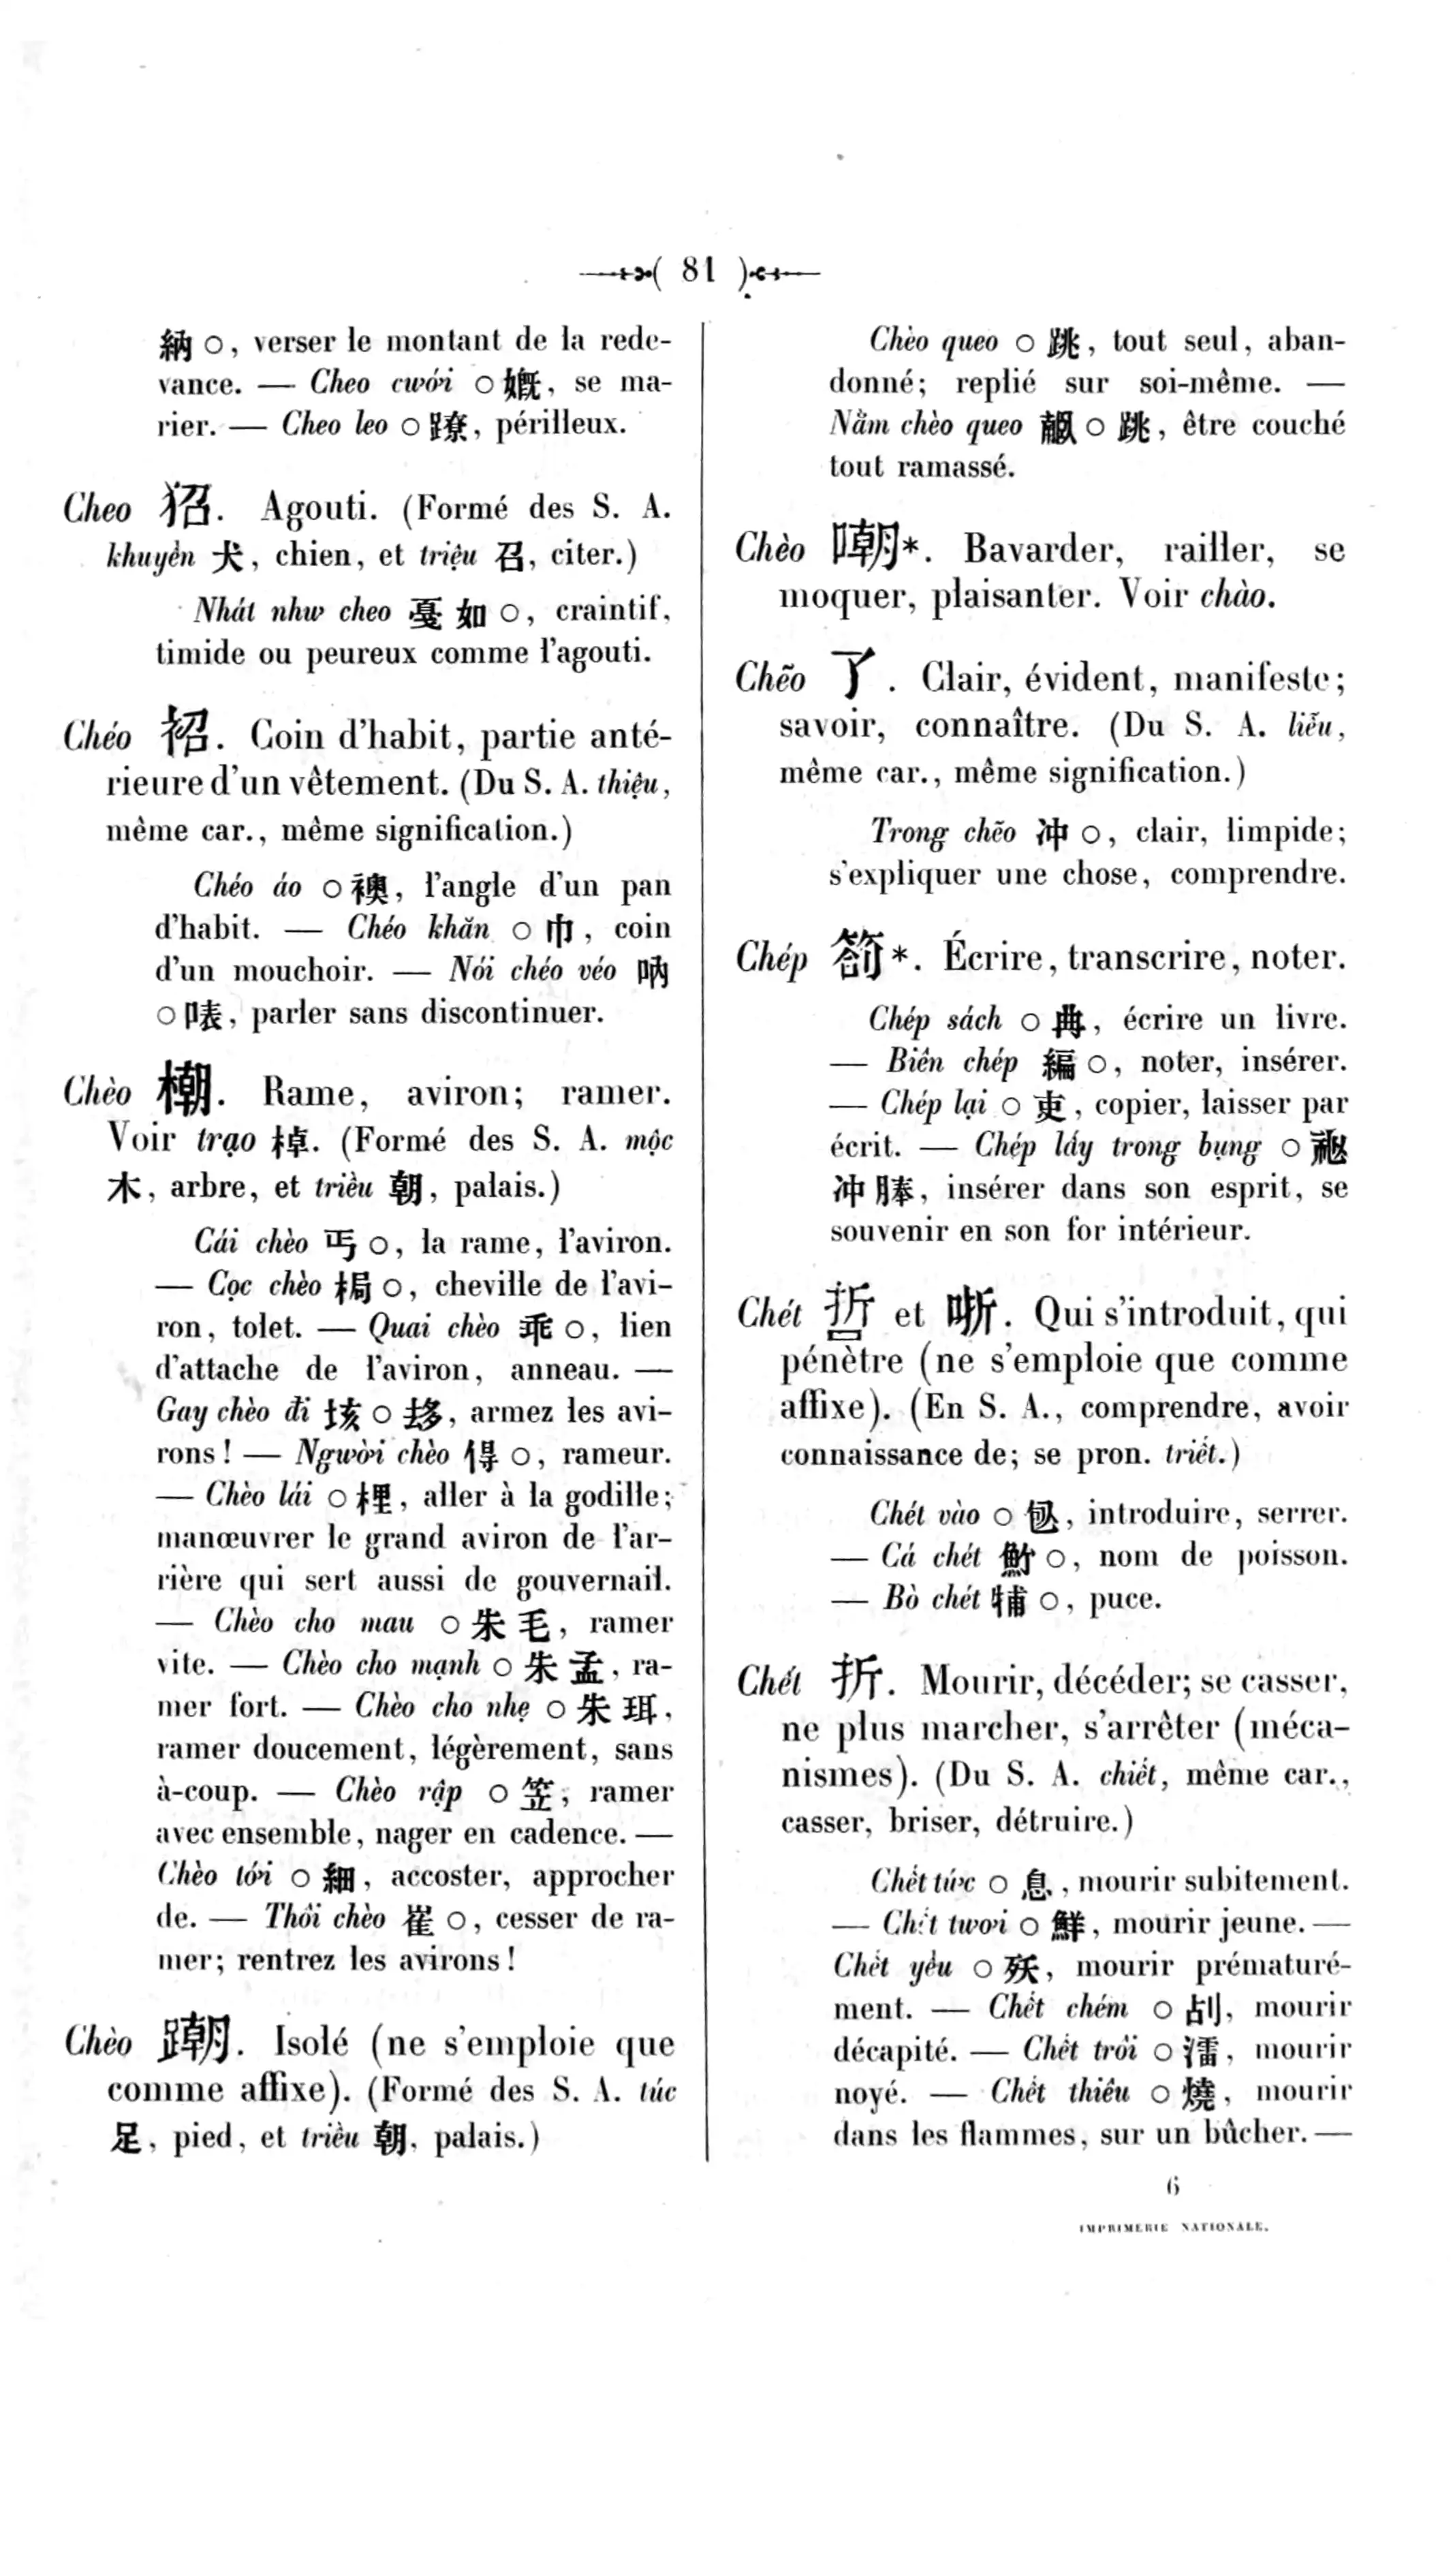 ( 81 )
納 ○, verser le montant de la rede-
vance. — Cheo cưới ○ 㛿, se ma-
rier. — Cheo leo ○ 蹽, périlleux.
Cheo 㹦. Agouti. (Formé des S. A.
khuyển 犬, chien, et triệu 召, citer.)
Nhát như cheo 戞 如 ○, craintif,
timide ou peureux comme l'agouti.
Chéo 袑. Coin d'habit, partie anté-
rieure d'un vêtement. (Du S. A. thiệu,
même car., même signification.)
Chéo áo ○ 襖, l'angle d'un pan
d'habit. — Chéo khăn ○ 巾, coin
d'un mouchoir. — Nói chéo véo 吶
○ 㗭, parler sans discontinuer.
Chèo 樃. Rame, aviron; ramer.
Voir trạo 棹. (Formé des S. A. mộc
木, arbre, et triều 朝, palais.)
Cái chèo 丐 ○, la rame, l'aviron.
— Cọc chèo 梮 ○, cheville de l'avi-
ron, tolet. — Quai chèo 乖 ○, lien
d'attache de l'aviron, anneau. —
Gay chèo đi 垓 ○ 𠫾, armez les avi-
rons! — Người chèo 㝵 ○, rameur.
— Chèo lái ○ 梩, aller à la godille;
manœuvrer le grand aviron de l'ar-
rière qui sert aussi de gouvernail.
— Chèo cho mau ○ 朱 毛, ramer
vite. — Chèo cho mạnh ○ 朱 孟, ra-
mer fort. — Chèo cho nhẹ ○ 朱 珥,
ramer doucement, légèrement, sans
à-coup. — Chèo rập ○ 笠, ramer
avec ensemble, nager en cadence. —
Chèo tới ○ 細, accoster, approcher
de. — Thôi chèo 崔 ○, cesser de ra-
mer; rentrez les avirons!
Chèo. Isolé (ne s'emploie que
comme affixe). (Formé des S. A. túc
足, pied, et triều 朝, palais.)
Chèo queo ○ 跳, tout seul, aban-
donné; replié sur soi-même. —
Nằm chèo queo ○ 跳, être couché
tout ramassé.
Chèo 嘲*. Bavarder, railler, se
moquer, plaisanter. Voir chào.
Chẽo 了. Clair, évident, manifeste;
savoir, connaître. (Du S. A. liễu,
même car., même signification.)
Trong chẽo 冲 ○, clair, limpide;
s'expliquer une chose, comprendre.
Chép 劄*. Écrire, transcrire, noter.
Chép sách ○ 典, écrire un livre.
— Biên chép 編 ○, noter, insérer.
— Chép lại ○ 吏, copier, laisser par
écrit. — Chép lấy trong bụng ○
冲, insérer dans son esprit, se
souvenir en son for intérieur.
Chét 哲 et 㗭. Qui s'introduit, qui
pénètre (ne s'emploie que comme
affixe). (En S. A., comprendre, avoir
connaissance de; se pron. triết.)
Chét vào ○, introduire, serrer.
— Cá chét ○, nom de poisson.
— Bò chét 犕 ○, puce.
Chết 折. Mourir, décéder; se casser,
ne plus marcher, s'arrêter (méca-
nismes). (Du S. A. chiết, même car.,
casser, briser, détruire.)
Chết tức ○ 息, mourir subitement.
— Chết tươi ○ 鮮, mourir jeune. —
Chết yểu ○ 殀, mourir prématuré-
ment. — Chết chém ○ 刟, mourir
décapité. — Chết trôi ○ 㵢, mourir
noyé. — Chết thiêu ○ 燒, mourir
dans les flammes, sur un bûcher. —
6
IMPRIMERIE NATIONALE.